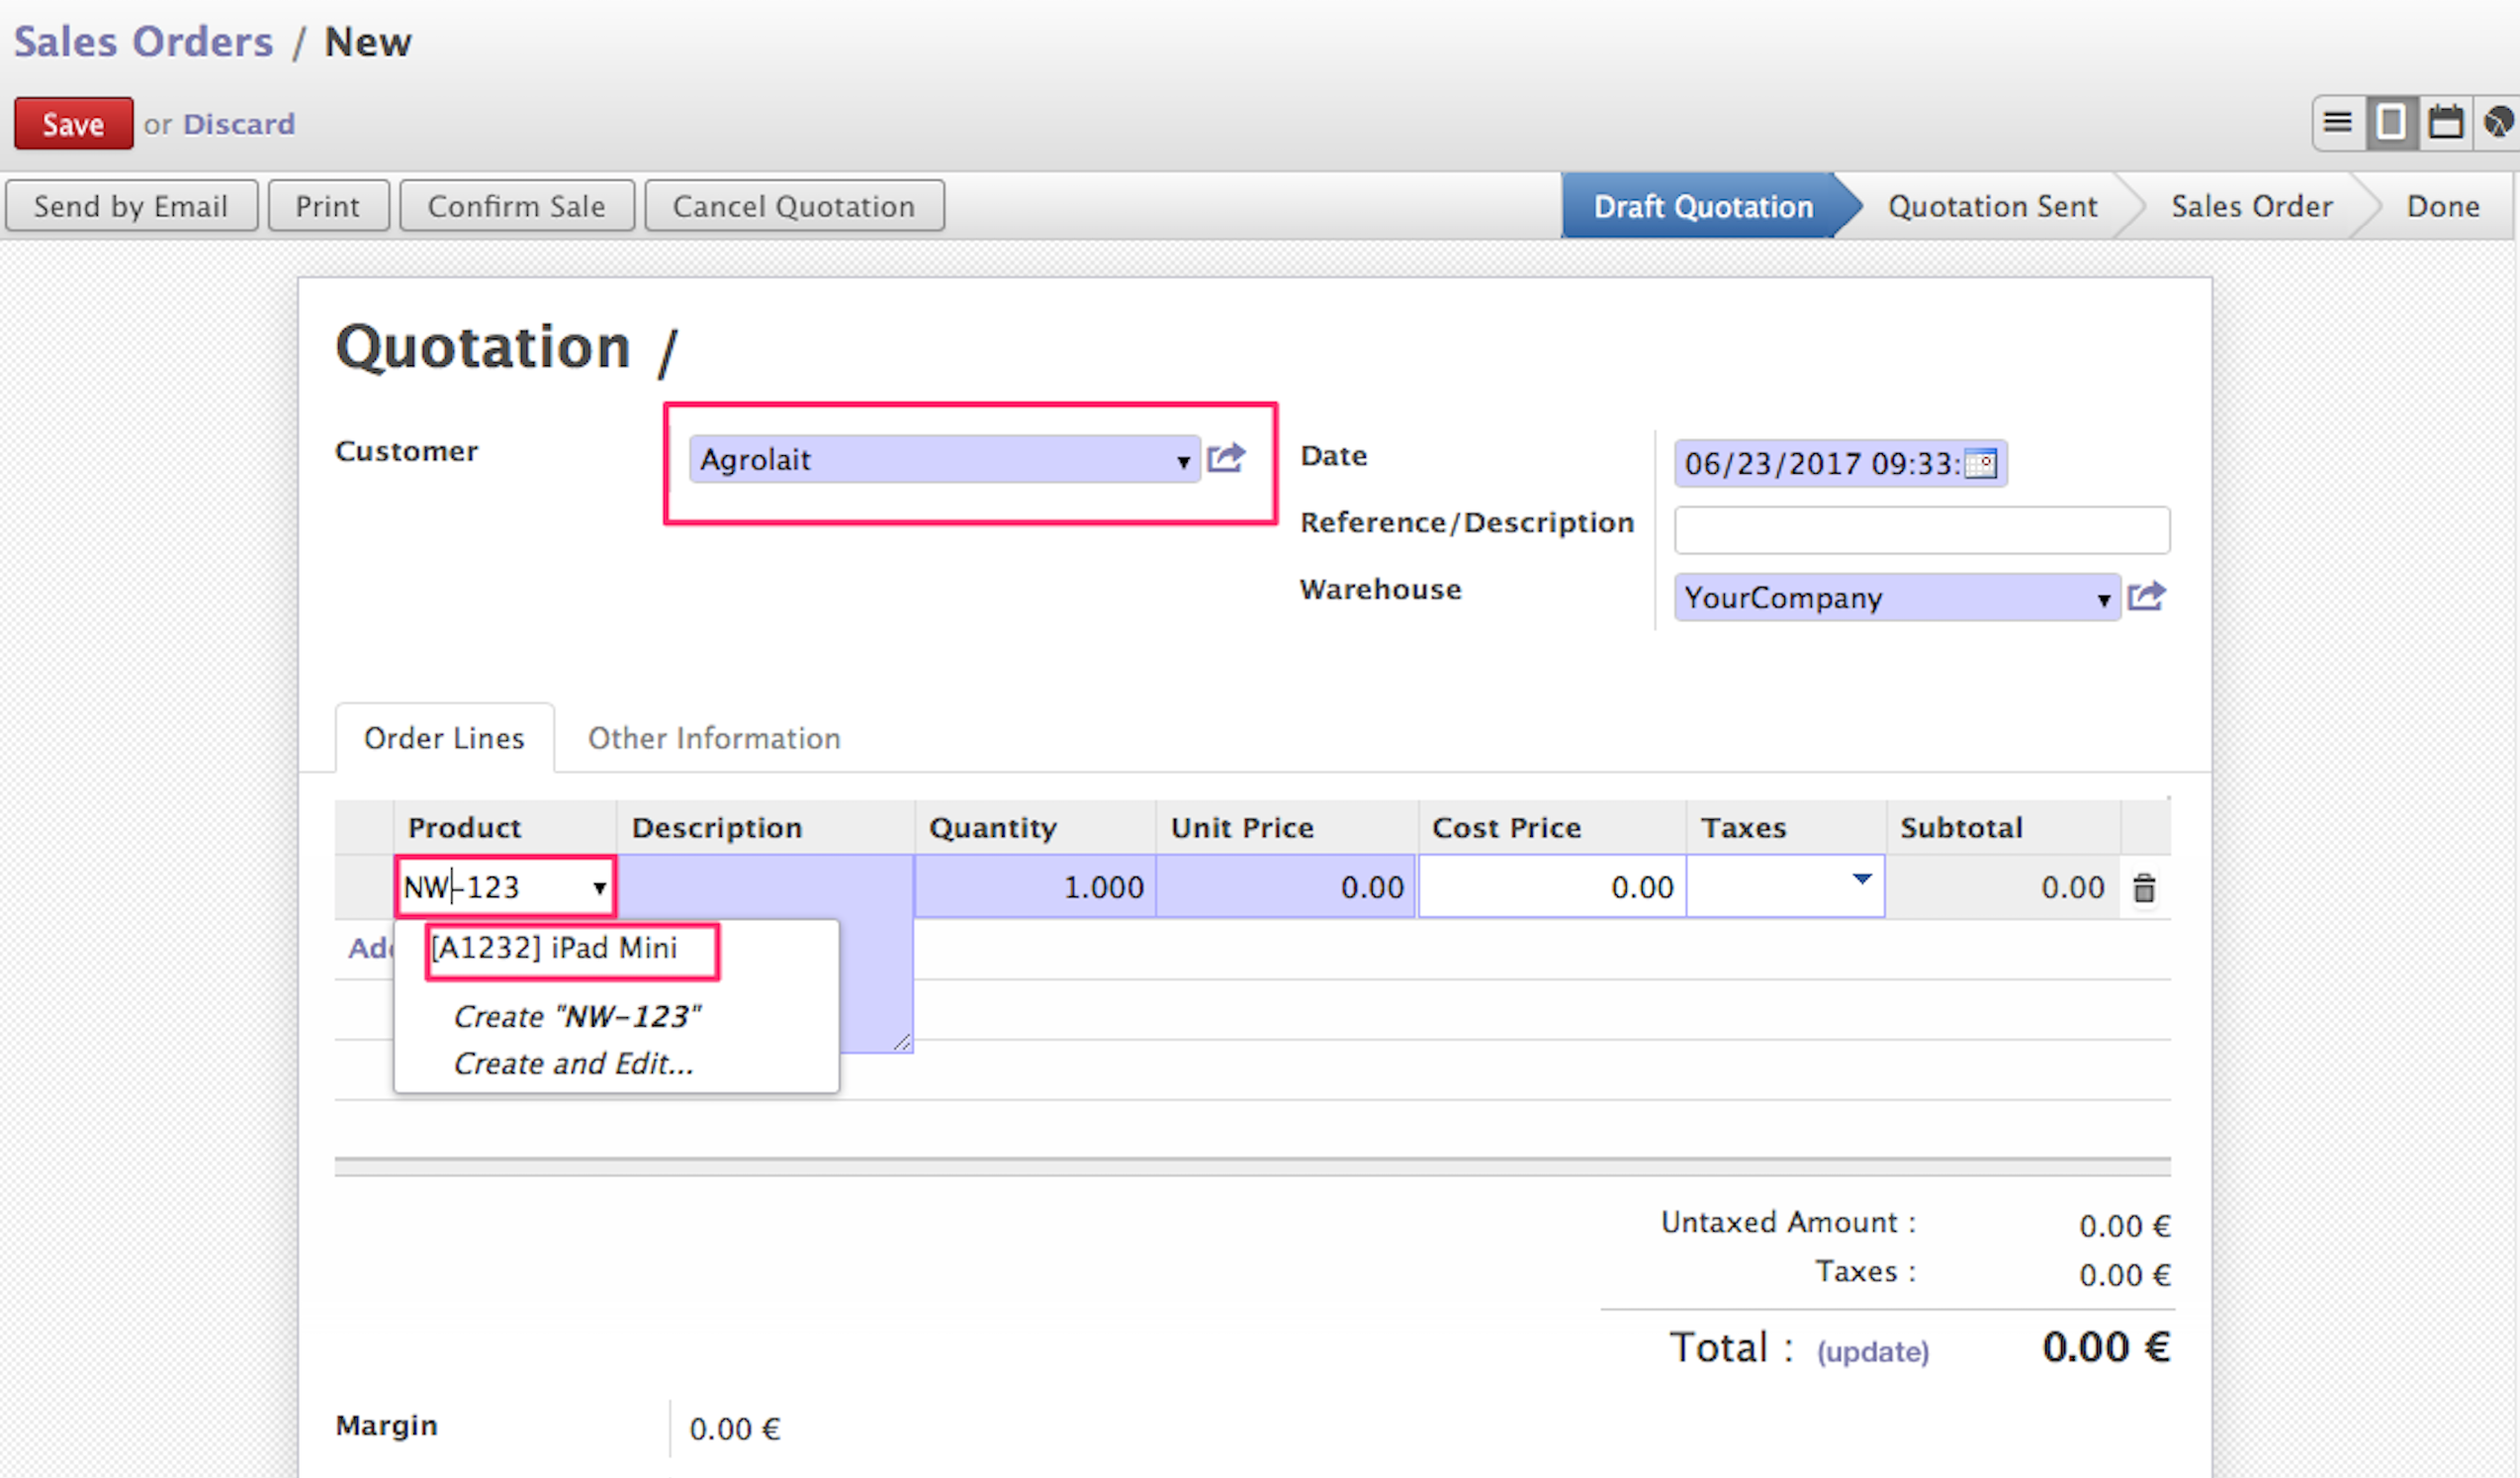 Sales Orders / New
Save or Discard
Send by Email Print Confirm Sale Cancel Quotation Draft Quotation Quotation Sent Sales Order Done
Quotation /
Customer Agrolait Date 06/23/2017 09:33:
Reference/Description
Warehouse YourCompany
Order Lines Other Information
Product Description Quantity Unit Price Cost Price Taxes Subtotal
NW-123 1.000 0.00 0.00 0.00
[A1232] iPad Mini
Create "NW-123"
Create and Edit...
Untaxed Amount : 0.00 €
Taxes : 0.00 €
Total : (update) 0.00 €
Margin 0.00 €